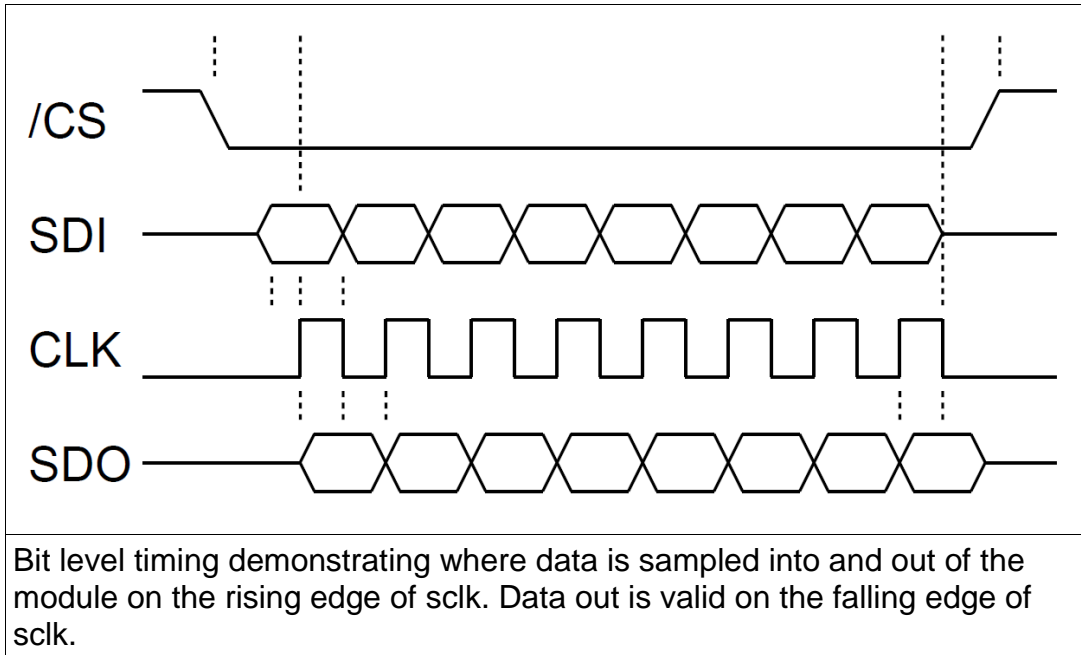 /CS
SDI
CLK
SDO
Bit level timing demonstrating where data is sampled into and out of the
module on the rising edge of sclk. Data out is valid on the falling edge of
sclk.